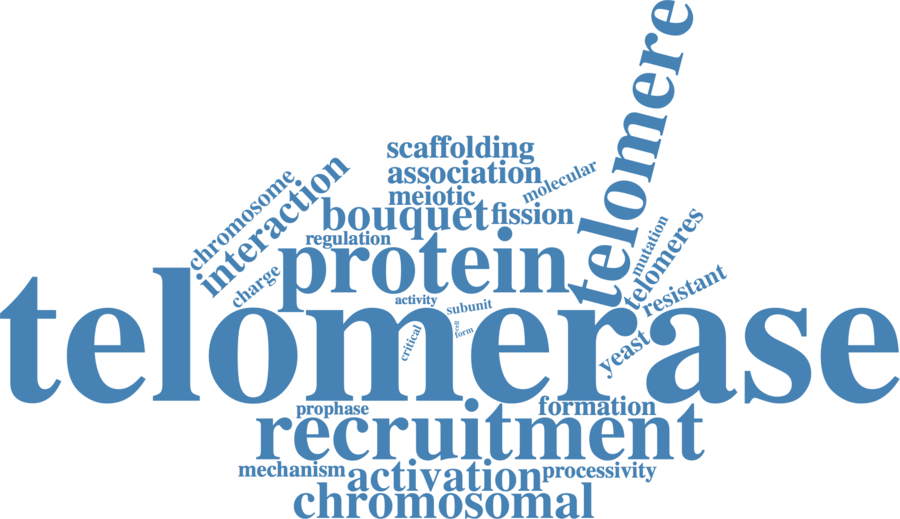 telomere
scaffolding
association
molecular
meiotic
bouquet
fission
chromosome
interaction
regulation
protein
mutation
telomeres
charge
resistant
activity
subunit
telomerase
critical
cell
form
yeast
prophase
formation
recruitment
mechanism
activation
processivity
chromosomal